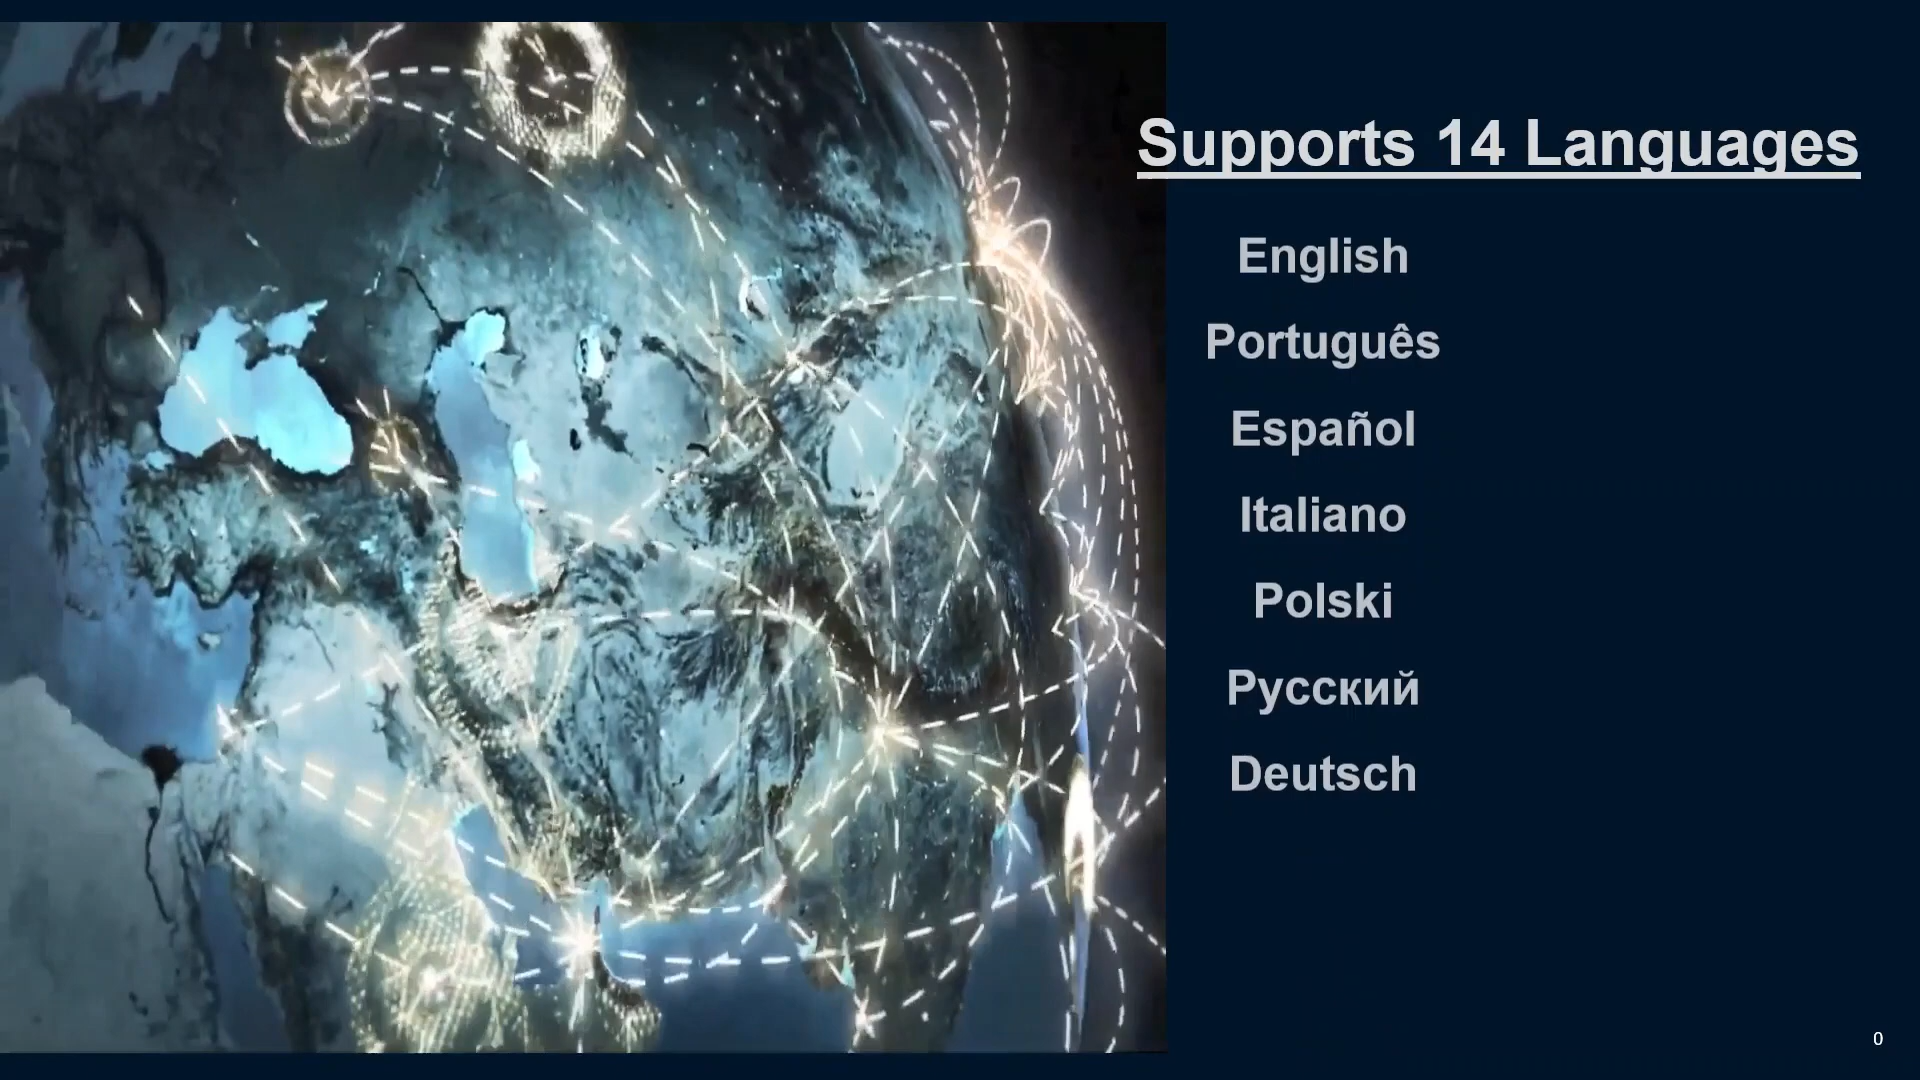 Supports 14 Languages
English
Português
Español
Italiano
Polski
Русский
Deutsch
0